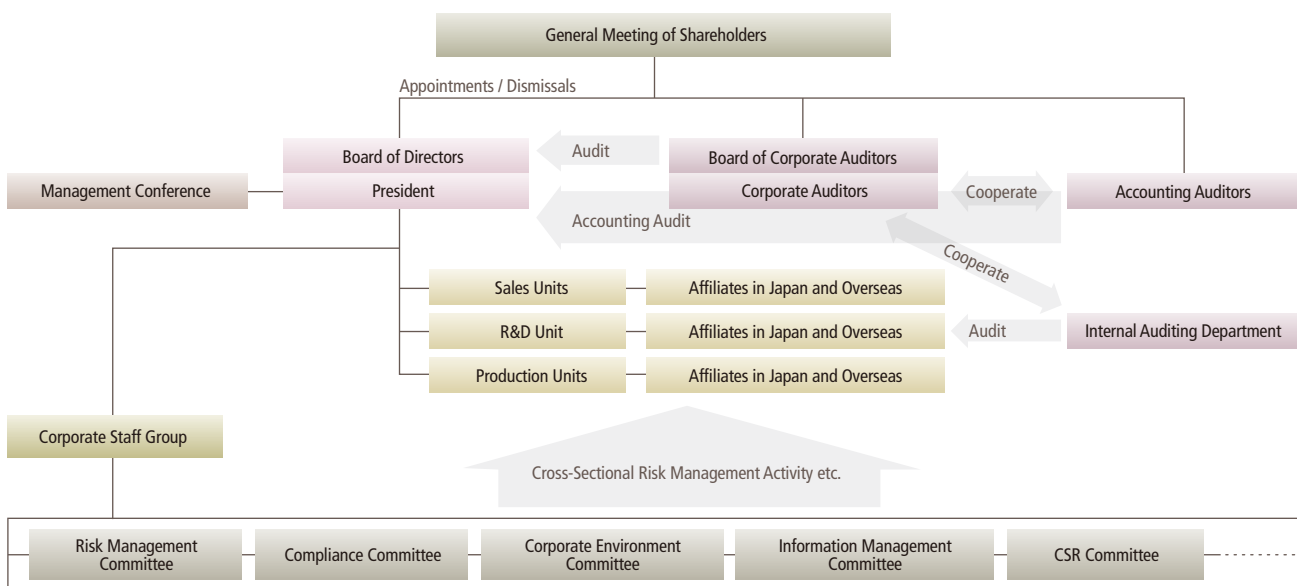 General Meeting of Shareholders
Appointments / Dismissals
Board of Directors
Audit
Board of Corporate Auditors
Management Conference
President
Corporate Auditors
Cooperate
Accounting Auditors
Accounting Audit
Cooperate
Sales Units
Affiliates in Japan and Overseas
R&D Unit
Affiliates in Japan and Overseas
Audit
Internal Auditing Department
Production Units
Affiliates in Japan and Overseas
Corporate Staff Group
Cross-Sectional Risk Management Activity etc.
Risk Management
Committee
Compliance Committee
Corporate Environment
Committee
Information Management
Committee
CSR Committee